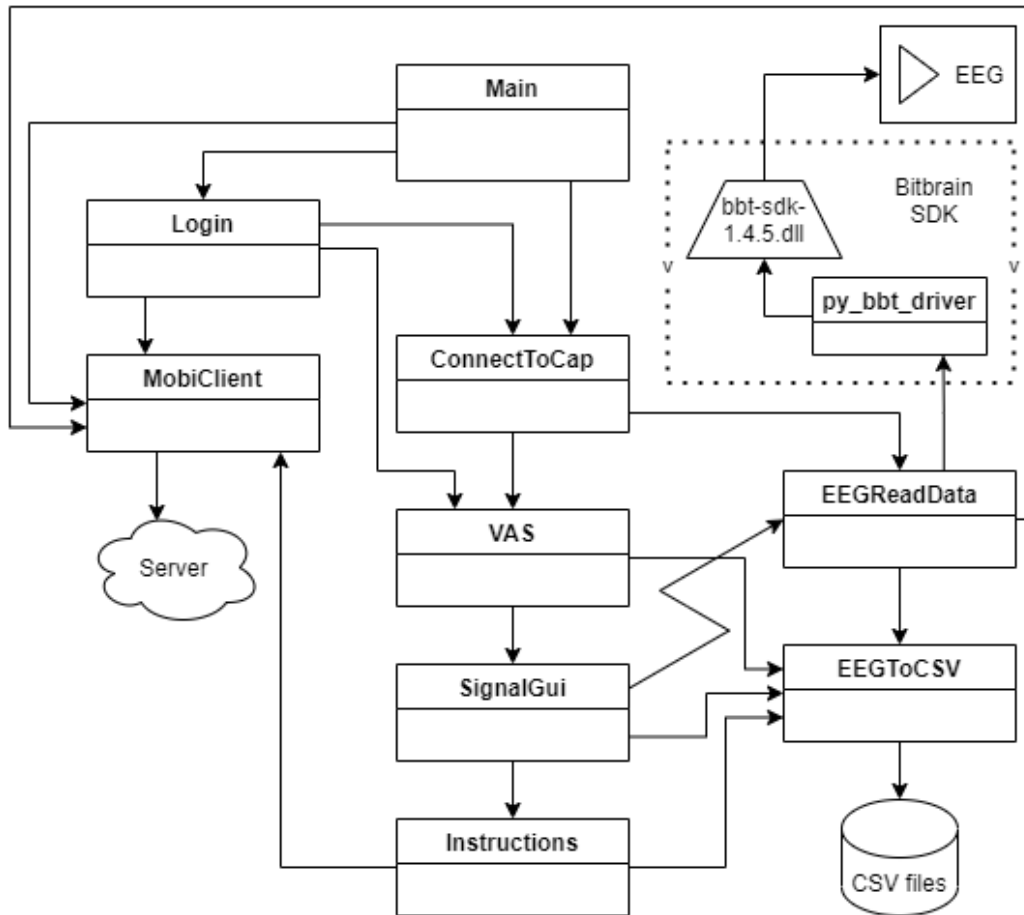 Main
EEG
Bitbrain
SDK
bbt-sdk-
1.4.5.dll
Login
v
v
py_bbt_driver
ConnectToCap
MobiClient
EEGReadData
VAS
Server
EEGToCSV
SignalGui
Instructions
CSV files